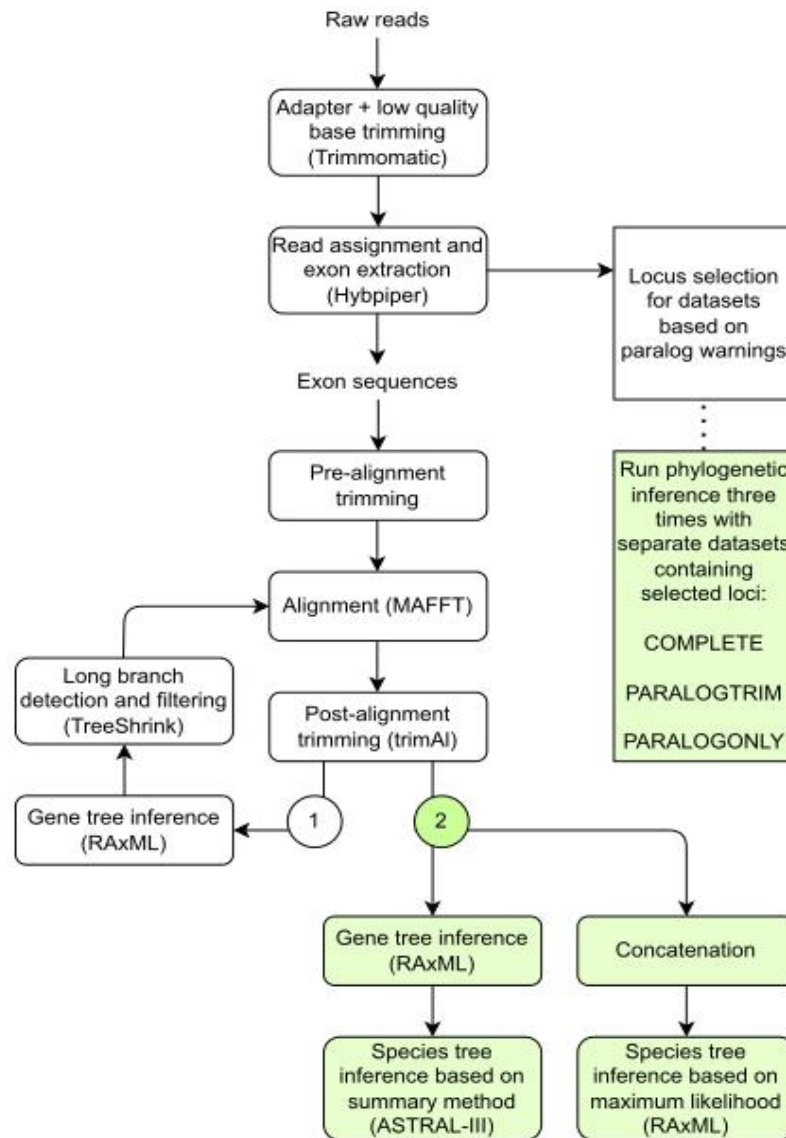 Raw reads
Adapter + low quality
base trimming
(Trimmomatic)
Read assignment and
exon extraction
(Hybpiper)
Locus selection
for datasets
based on
paralog warnings
Exon sequences
Pre-alignment
trimming
Run phylogenetic
inference three
times with
separate datasets
containing
selected loci:
COMPLETE
PARALOGTRIM
PARALOGONLY
Alignment (MAFFT)
Long branch
detection and filtering
(TreeShrink)
Post-alignment
trimming (trimAl)
1
2
Gene tree inference
(RAxML)
Gene tree inference
(RAxML)
Concatenation
Species tree
inference based on
summary method
(ASTRAL-III)
Species tree
inference based on
maximum likelihood
(RAxML)